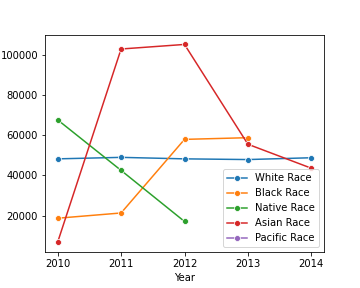 100000
80000
60000
40000
20000
2010 2011 2012 2013 2014
Year
White Race
Black Race
Native Race
Asian Race
Pacific Race